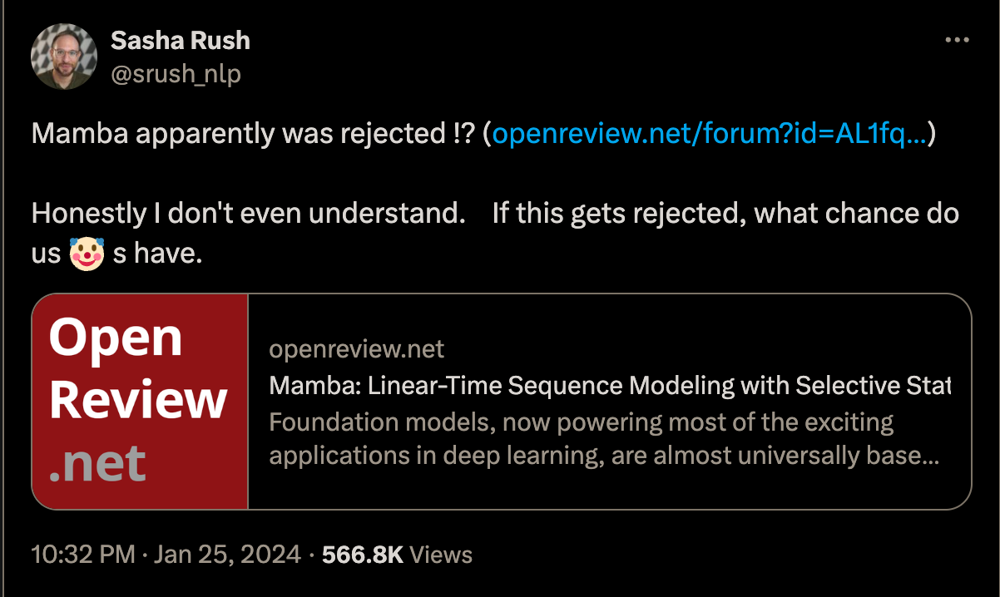 Sasha Rush
@srush_nlp
Mamba apparently was rejected !? (openreview.net/forum?id=AL1fq...)
Honestly I don't even understand. If this gets rejected, what chance do
us 🤡 s have.
Open
Review
.net
openreview.net
Mamba: Linear-Time Sequence Modeling with Selective Stat
Foundation models, now powering most of the exciting
applications in deep learning, are almost universally base...
10:32 PM · Jan 25, 2024 · 566.8K Views